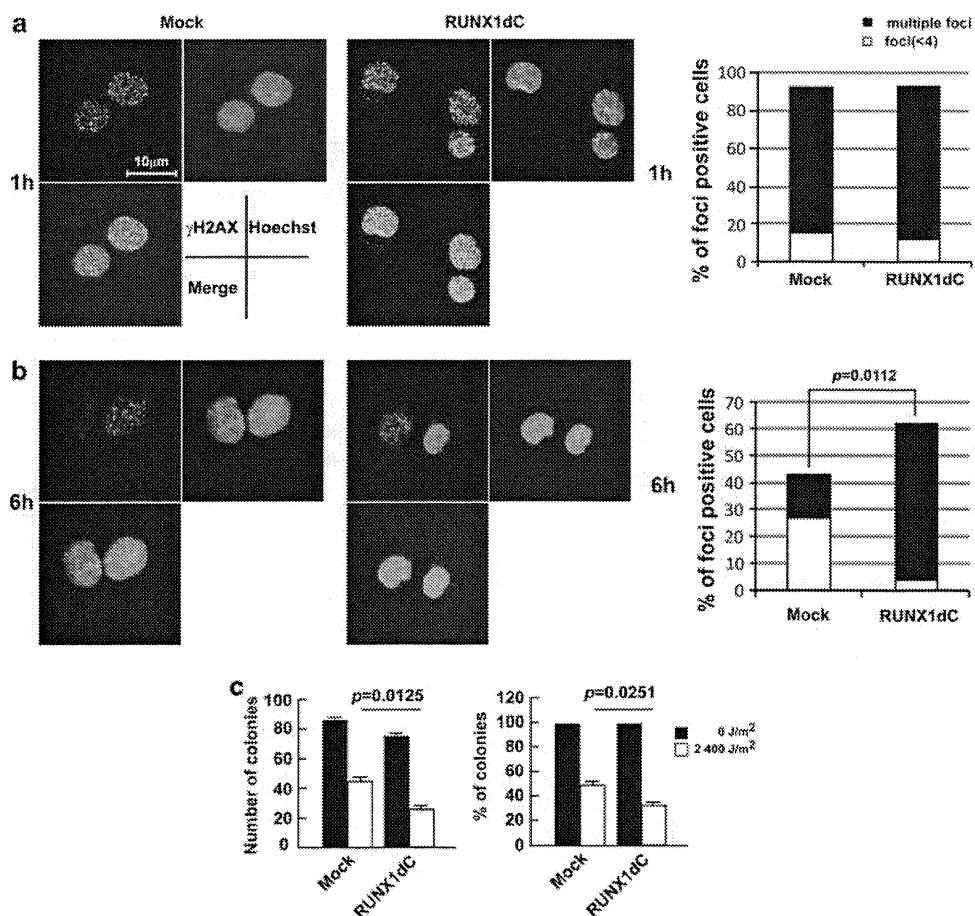 a
Mock
RUNX1dC
multiple foci
foci(<4)
10μm
1h
γH2AX
Hoechst
Merge
1h
% of foci positive cells
100
80
60
40
20
0
Mock
RUNX1dC
b
6h
6h
p=0.0112
% of foci positive cells
70
60
50
40
30
20
10
0
Mock
RUNX1dC
c
p=0.0125
Number of colonies
100
80
60
40
20
0
Mock
RUNX1dC
p=0.0251
% of colonies
120
100
80
60
40
20
0
Mock
RUNX1dC
0 J/m²
2 400 J/m²